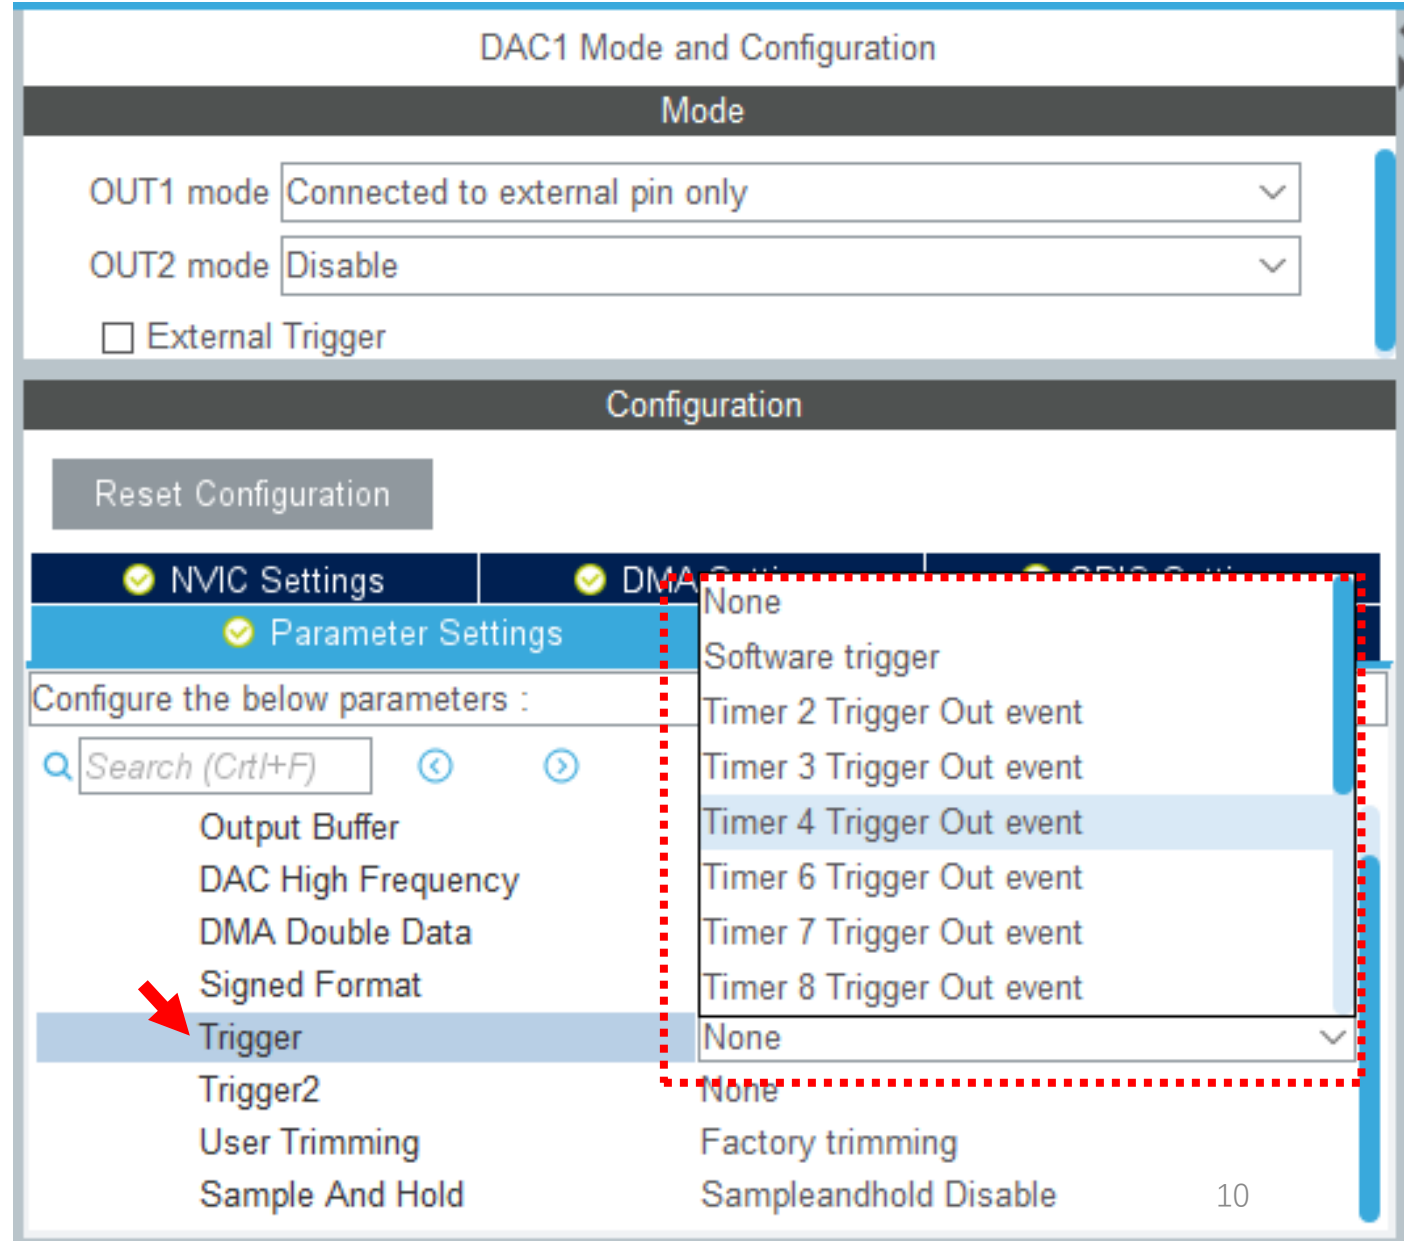 DAC1 Mode and Configuration
Mode
OUT1 mode Connected to external pin only
OUT2 mode Disable
External Trigger
Configuration
Reset Configuration
NVIC Settings DMA
Parameter Settings
Configure the below parameters :
Search (Crtl+F)
None
Software trigger
Timer 2 Trigger Out event
Timer 3 Trigger Out event
Timer 4 Trigger Out event
Timer 6 Trigger Out event
Timer 7 Trigger Out event
Timer 8 Trigger Out event
Output Buffer
DAC High Frequency
DMA Double Data
Signed Format
Trigger None
Trigger2 None
User Trimming Factory trimming
Sample And Hold Sampleandhold Disable
10